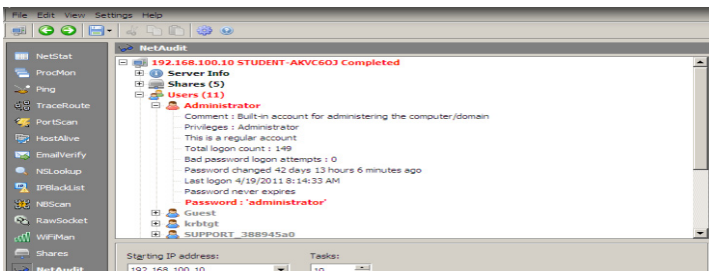 File Edit View Settings Help
NetStat
ProcMon
Ping
TraceRoute
PortScan
HostAlive
EmailVerify
NSLookup
IPBlackList
NBScan
RawSocket
WiFiMan
Shares
NetAudit
NetAudit
192.168.100.10 STUDENT-AKVC6OJ Completed
Server Info
Shares (5)
Users (11)
Administrator
Comment : Built-in account for administering the computer/domain
Privileges : Administrator
This is a regular account
Total logon count : 149
Bad password logon attempts : 0
Password changed 42 days 13 hours 6 minutes ago
Last logon 4/19/2011 8:14:33 AM
Password never expires
Password : 'administrator'
Guest
krbtgt
SUPPORT_388945a0
Starting IP address: Tasks:
192.168.100.10 10